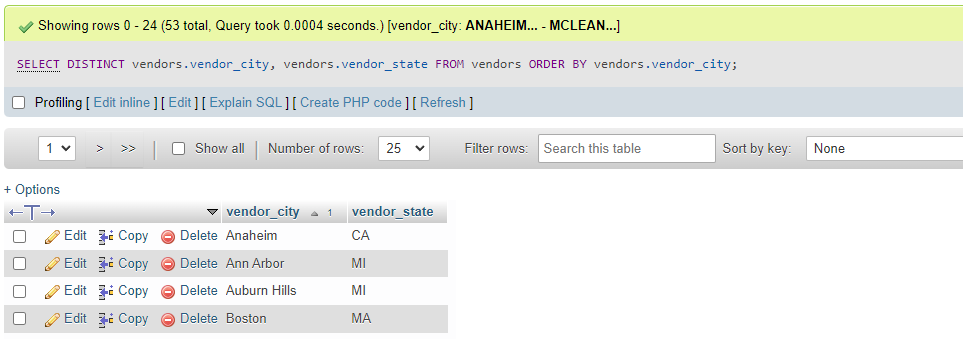 Showing rows 0 - 24 (53 total, Query took 0.0004 seconds.) [vendor_city: ANAHEIM... - MCLEAN...]
SELECT DISTINCT vendors.vendor_city, vendors.vendor_state FROM vendors ORDER BY vendors.vendor_city;
Profiling [ Edit inline ] [ Edit ] [ Explain SQL ] [ Create PHP code ] [ Refresh ]
1 > >> Show all Number of rows: 25 Filter rows: Search this table Sort by key: None
+ Options
vendor_city 1 vendor_state
Edit Copy Delete Anaheim CA
Edit Copy Delete Ann Arbor MI
Edit Copy Delete Auburn Hills MI
Edit Copy Delete Boston MA